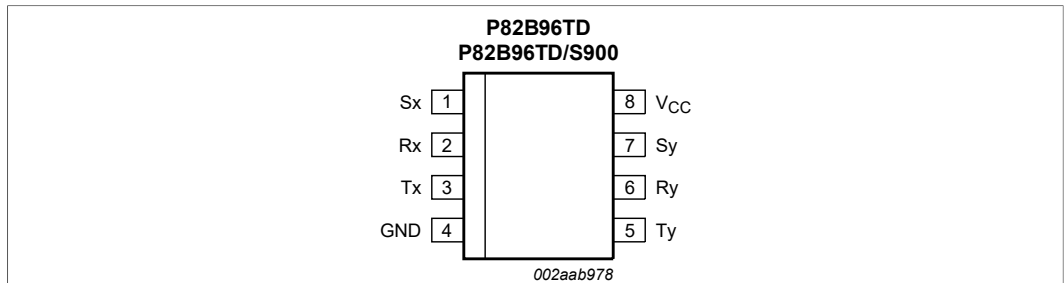 P82B96TD
P82B96TD/S900
Sx 1 8 VCC
Rx 2 7 Sy
Tx 3 6 Ry
GND 4 5 Ty
002aab978